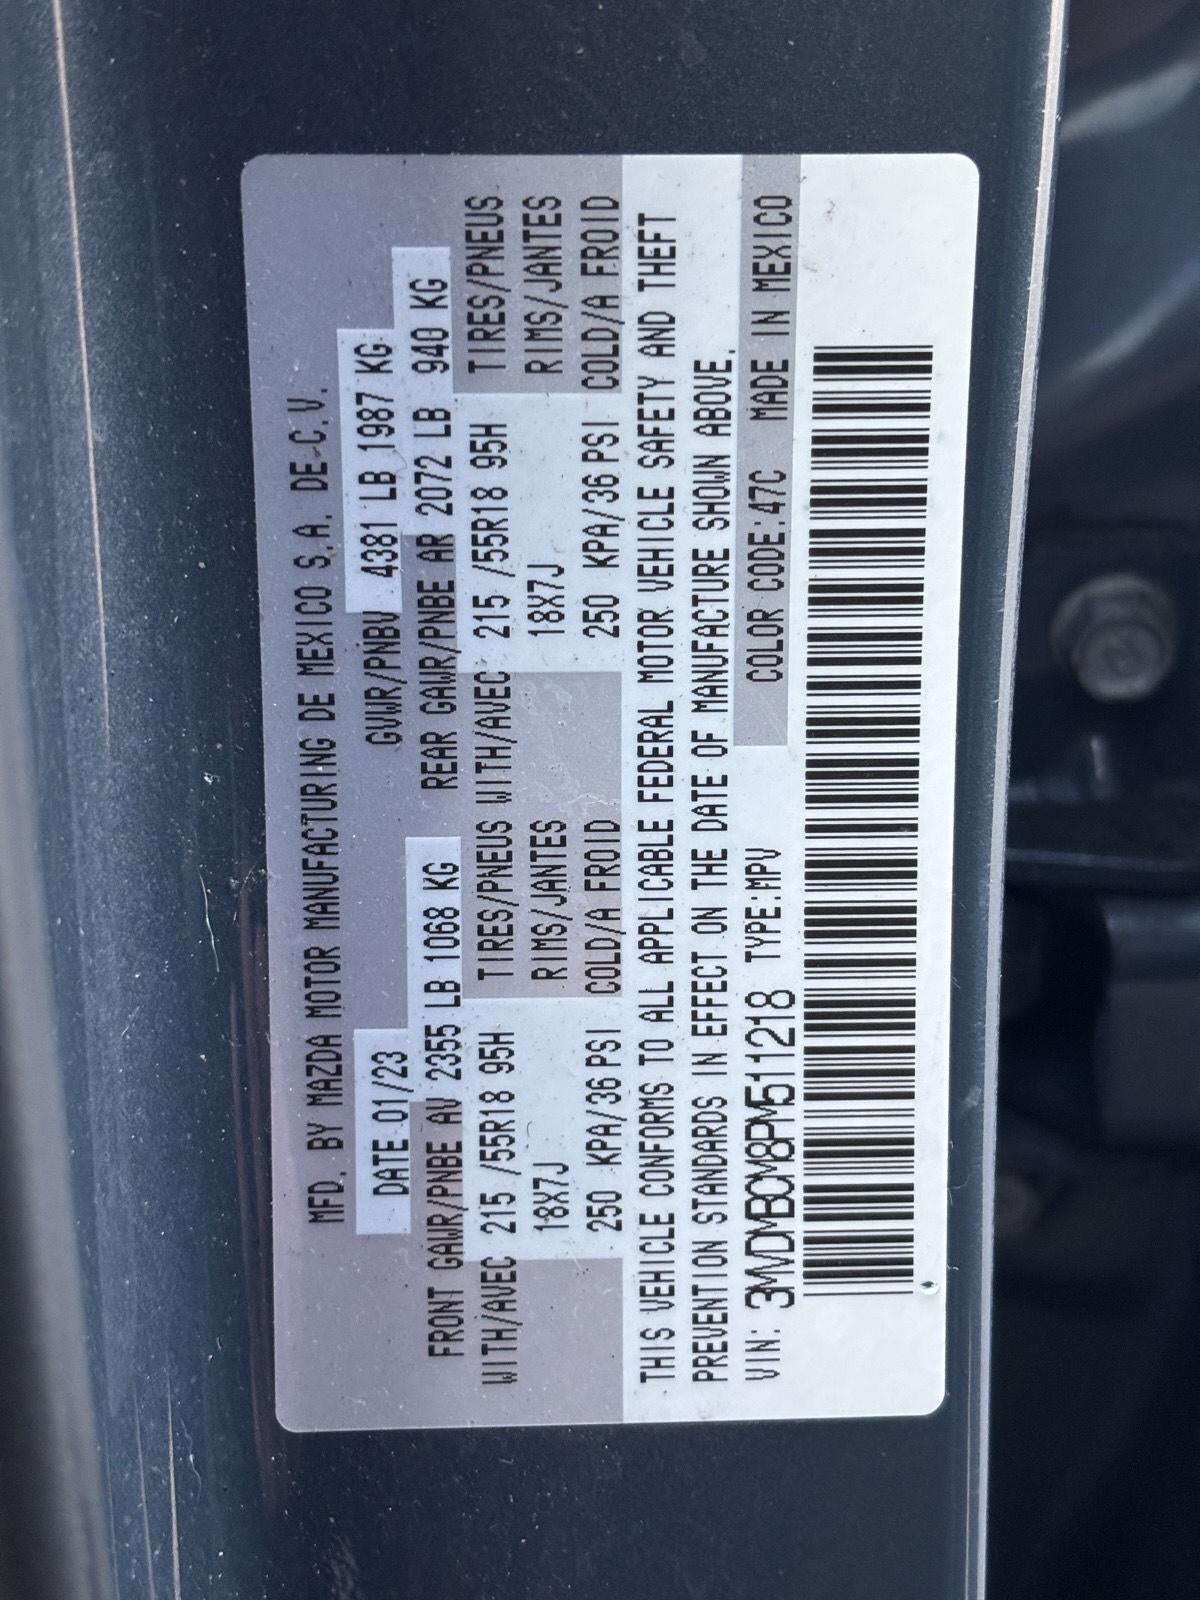 MFD. BY MAZDA MOTOR MANUFACTURING DE MEXICO S.A. DE C.V.
DATE 01/23 GVWR/PNBV 4381 LB 1987 KG
FRONT GAWR/PNBE AV 2355 LB 1068 KG REAR GAWR/PNBE AR 2072 LB 940 KG
WITH/AVEC 215 /55R18 95H TIRES/PNEUS WITH/AVEC 215 /55R18 95H TIRES/PNEUS
18X7J RIMS/JANTES 18X7J RIMS/JANTES
250 KPA/36 PSI COLD/A FROID 250 KPA/36 PSI COLD/A FROID
THIS VEHICLE CONFORMS TO ALL APPLICABLE FEDERAL MOTOR VEHICLE SAFETY AND THEFT
PREVENTION STANDARDS IN EFFECT ON THE DATE OF MANUFACTURE SHOWN ABOVE.
VIN: 3MVDMBCM8PM511218 TYPE:MPV COLOR CODE:47C MADE IN MEXICO